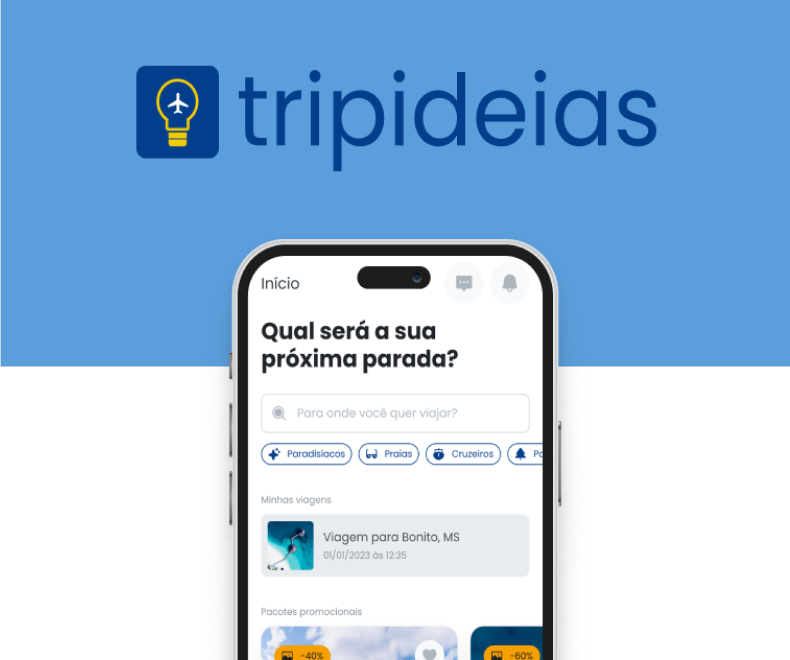 tripideias
Início
Qual será a sua
próxima parada?
Para onde você quer viajar?
Paradisíacos
Praias
Cruzeiros
Minhas viagens
Viagem para Bonito, MS
01/01/2023 às 12:35
Pacotes promocionais
-40%
-60%